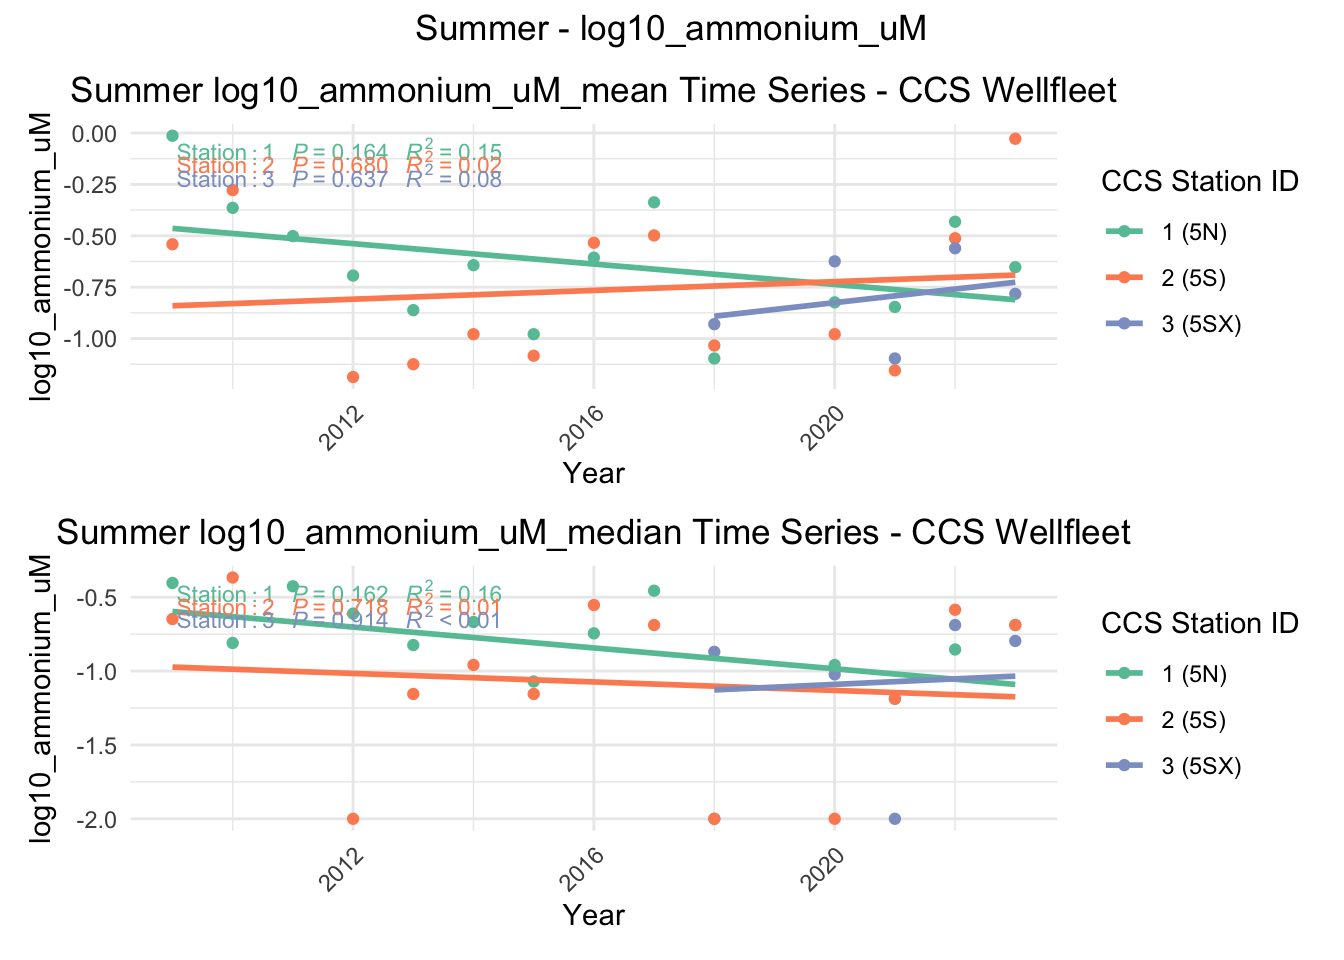 Summer - log10_ammonium_uM
Summer log10_ammonium_uM_mean Time Series - CCS Wellfleet
log10_ammonium_uM
0.00
-0.25
-0.50
-0.75
-1.00
Station : 1 P = 0.164 R² = 0.15
Station : 2 P = 0.680 R² = 0.02
Station : 3 P = 0.637 R² = 0.08
2012
2016
2020
Year
CCS Station ID
1 (5N)
2 (5S)
3 (5SX)
Summer log10_ammonium_uM_median Time Series - CCS Wellfleet
log10_ammonium_uM
-0.5
-1.0
-1.5
-2.0
Station : 1 P = 0.162 R² = 0.16
Station : 2 P = 0.718 R² = 0.01
Station : 3 P = 0.914 R² < 0.01
2012
2016
2020
Year
CCS Station ID
1 (5N)
2 (5S)
3 (5SX)